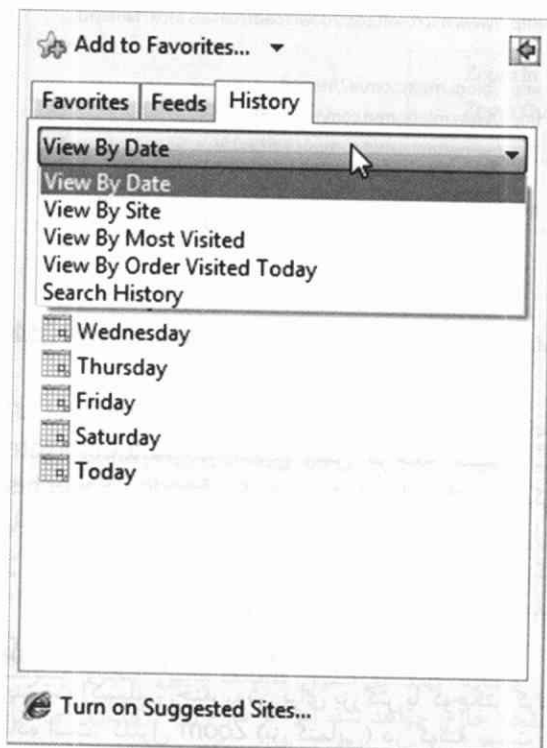 Add to Favorites...
Favorites Feeds History
View By Date
View By Date
View By Site
View By Most Visited
View By Order Visited Today
Search History
Wednesday
Thursday
Friday
Saturday
Today
Turn on Suggested Sites...